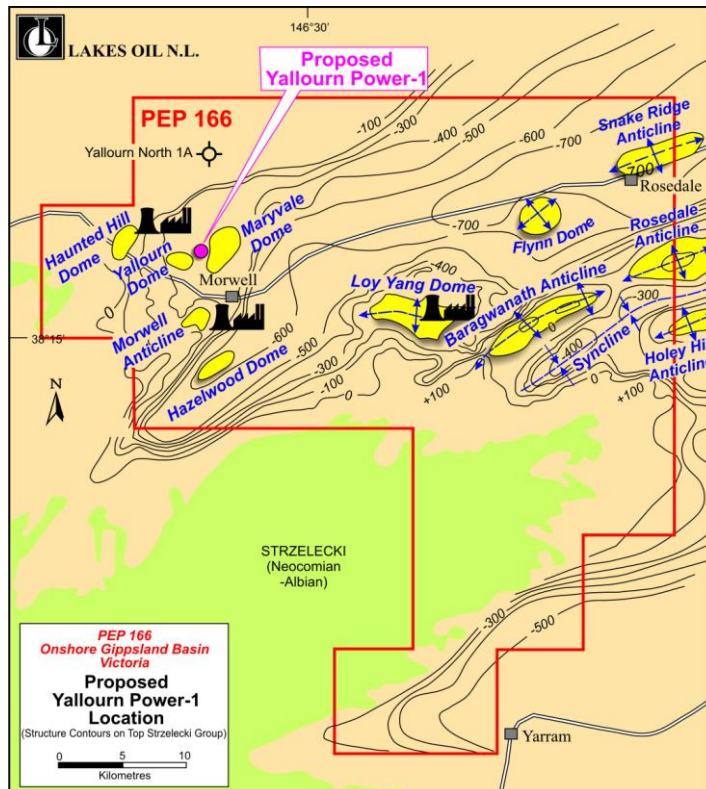 LAKES OIL N.L.
146°30'
Proposed
Yallourn Power-1
PEP 166
Yallourn North 1A
-100
-300
-400
-500
-600
-700
Snake Ridge
Anticline
-700
Rosedale
Haunted Hill
Dome
Yallourn
Dome
Maryvale
Dome
Morwell
-700
Flynn Dome
Rosedale
Anticline
0
-400
Loy Yang Dome
Baragwanath Anticline
-300
38°15'
Morwell
Anticline
-600
-500
-300
-100
0
Hazelwood Dome
0
-400
Syncline
0
+100
+100
Holey Hi
Anticline
N
STRZELECKI
(Neocomian
-Albian)
-300
-500
Yarram
PEP 166
Onshore Gippsland Basin
Victoria
Proposed
Yallourn Power-1
Location
(Structure Contours on Top Strzelecki Group)
0 5 10
Kilometres